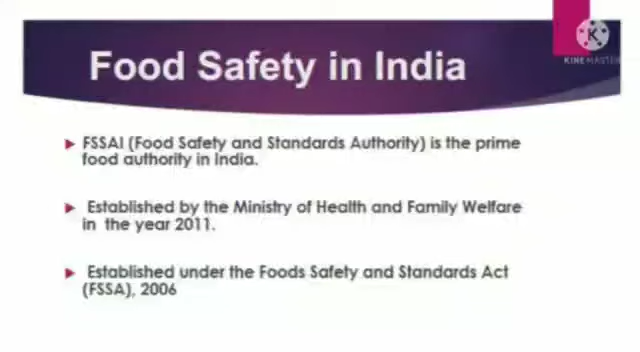 Food Safety in India
K
KINEMASTER
FSSAI (Food Safety and Standards Authority) is the prime
food authority in India.
Established by the Ministry of Health and Family Welfare
in the year 2011.
Established under the Foods Safety and Standards Act
(FSSA), 2006